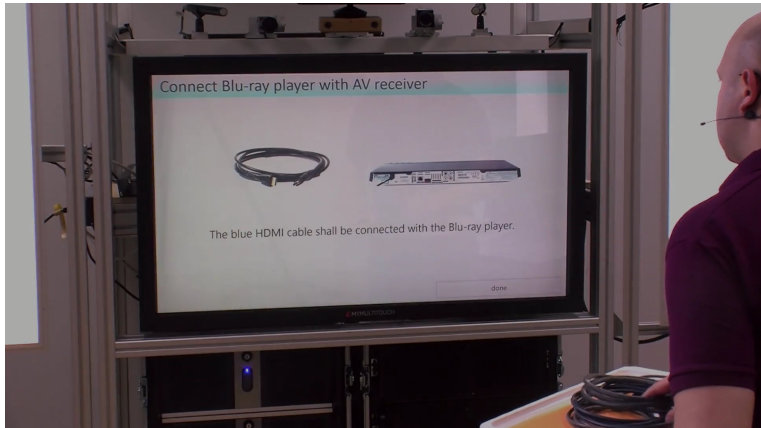 Connect Blu-ray player with AV receiver
The blue HDMI cable shall be connected with the Blu-ray player.
done
MYMULTITOUCH